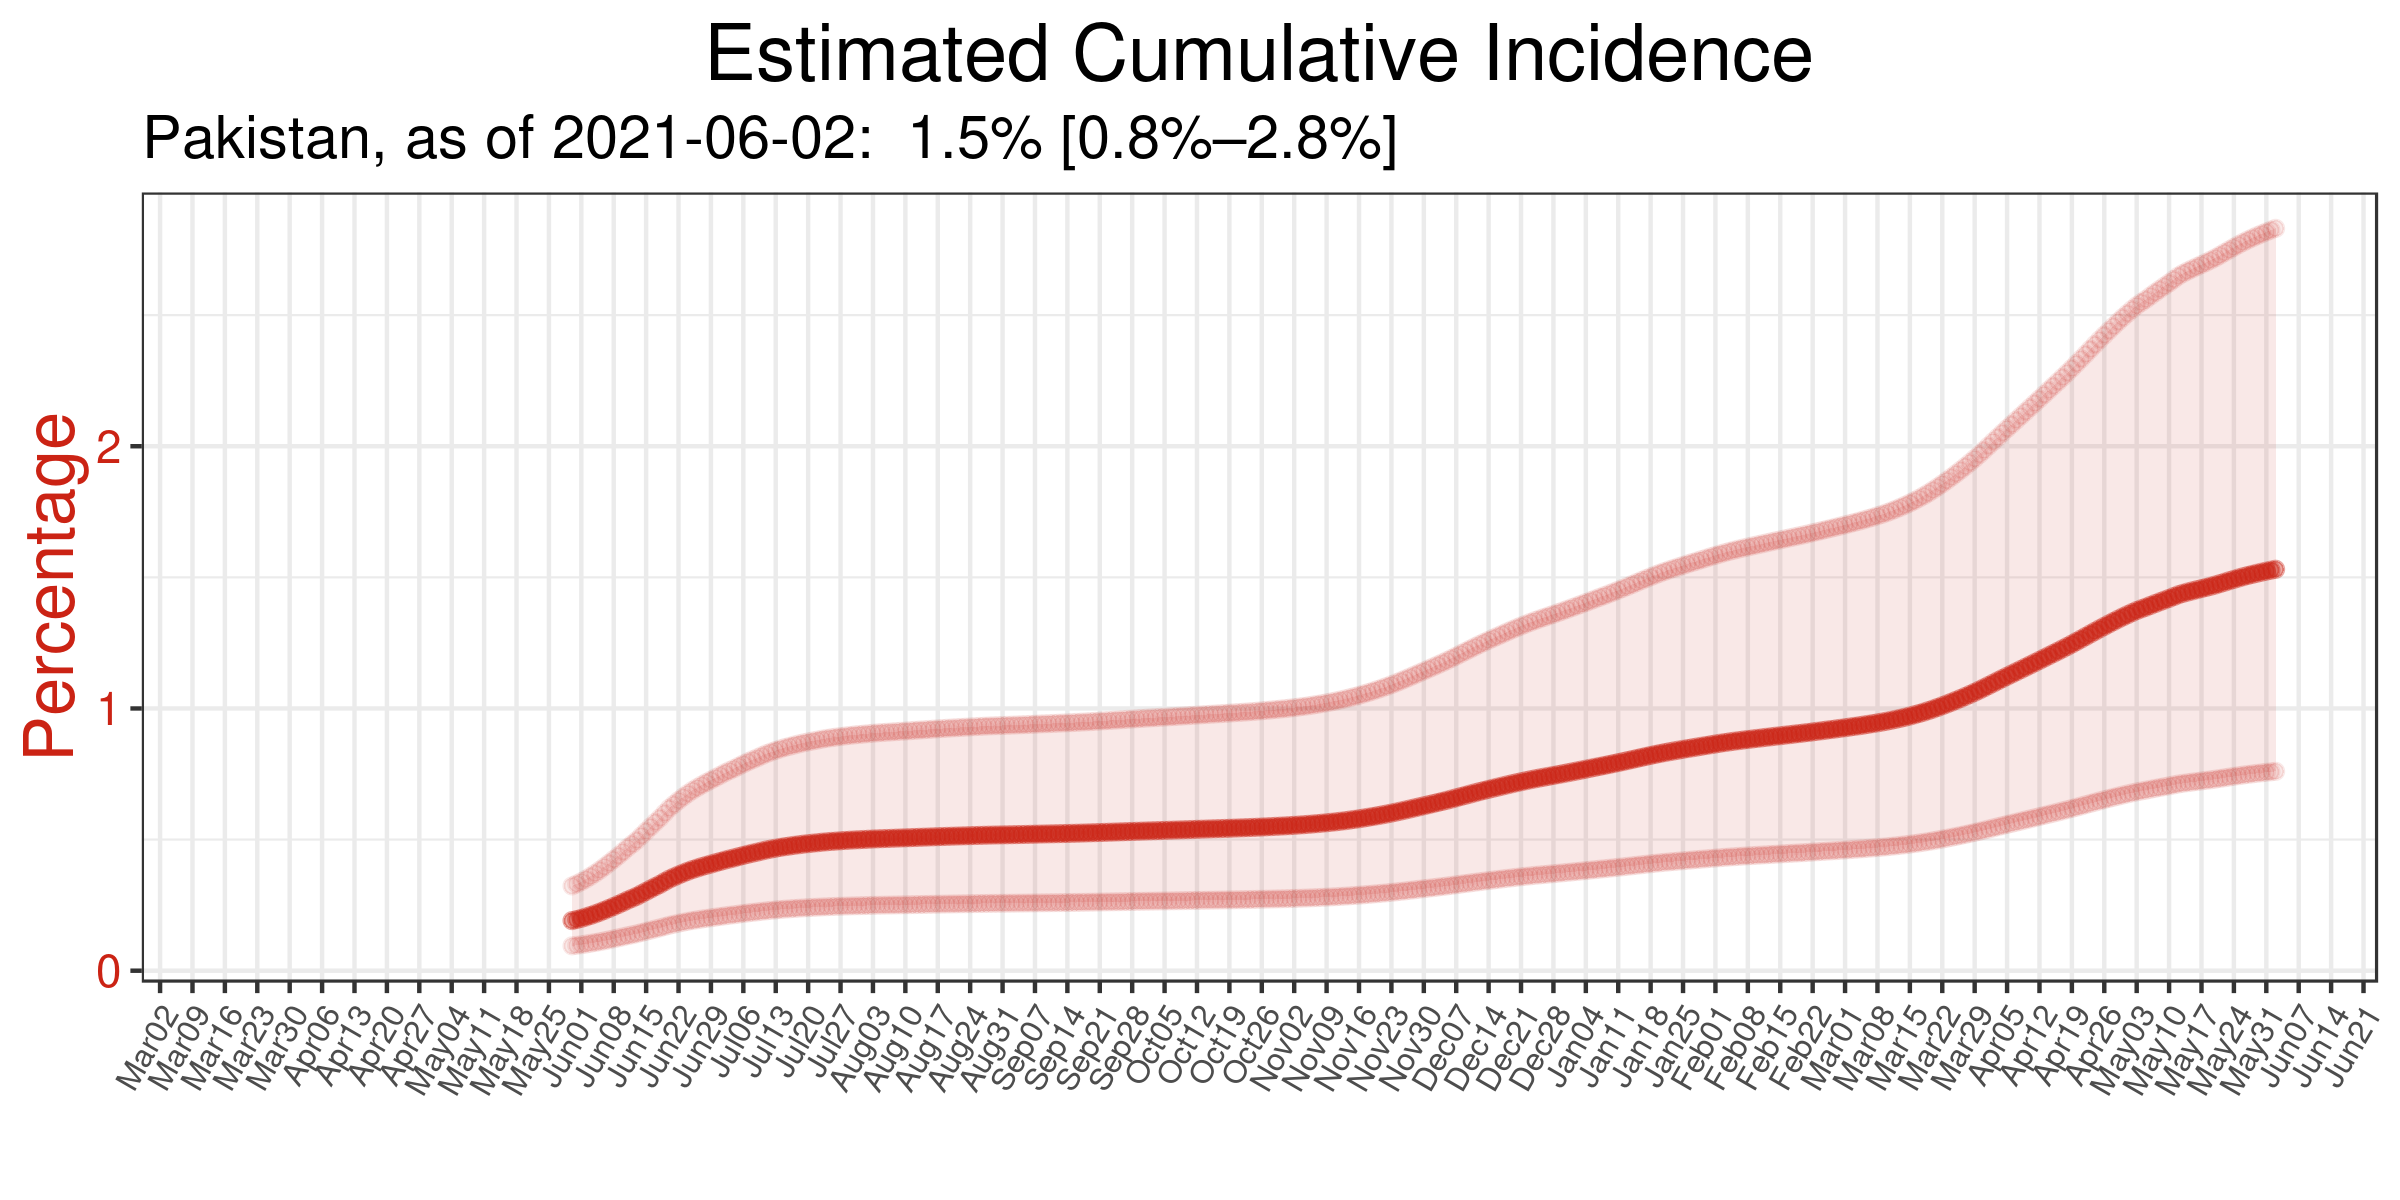 Estimated Cumulative Incidence
Pakistan, as of 2021-06-02:  1.5% [0.8%–2.8%]
Percentage
2
1
0
Mar02
Mar09
Mar16
Mar23
Mar30
Apr06
Apr13
Apr20
Apr27
May04
May11
May18
May25
Jun01
Jun08
Jun15
Jun22
Jun29
Jul06
Jul13
Jul20
Jul27
Aug03
Aug10
Aug17
Aug24
Aug31
Sep07
Sep14
Sep21
Sep28
Oct05
Oct12
Oct19
Oct26
Nov02
Nov09
Nov16
Nov23
Nov30
Dec07
Dec14
Dec21
Dec28
Jan04
Jan11
Jan18
Jan25
Feb01
Feb08
Feb15
Feb22
Mar01
Mar08
Mar15
Mar22
Mar29
Apr05
Apr12
Apr19
Apr26
May03
May10
May17
May24
May31
Jun07
Jun14
Jun21